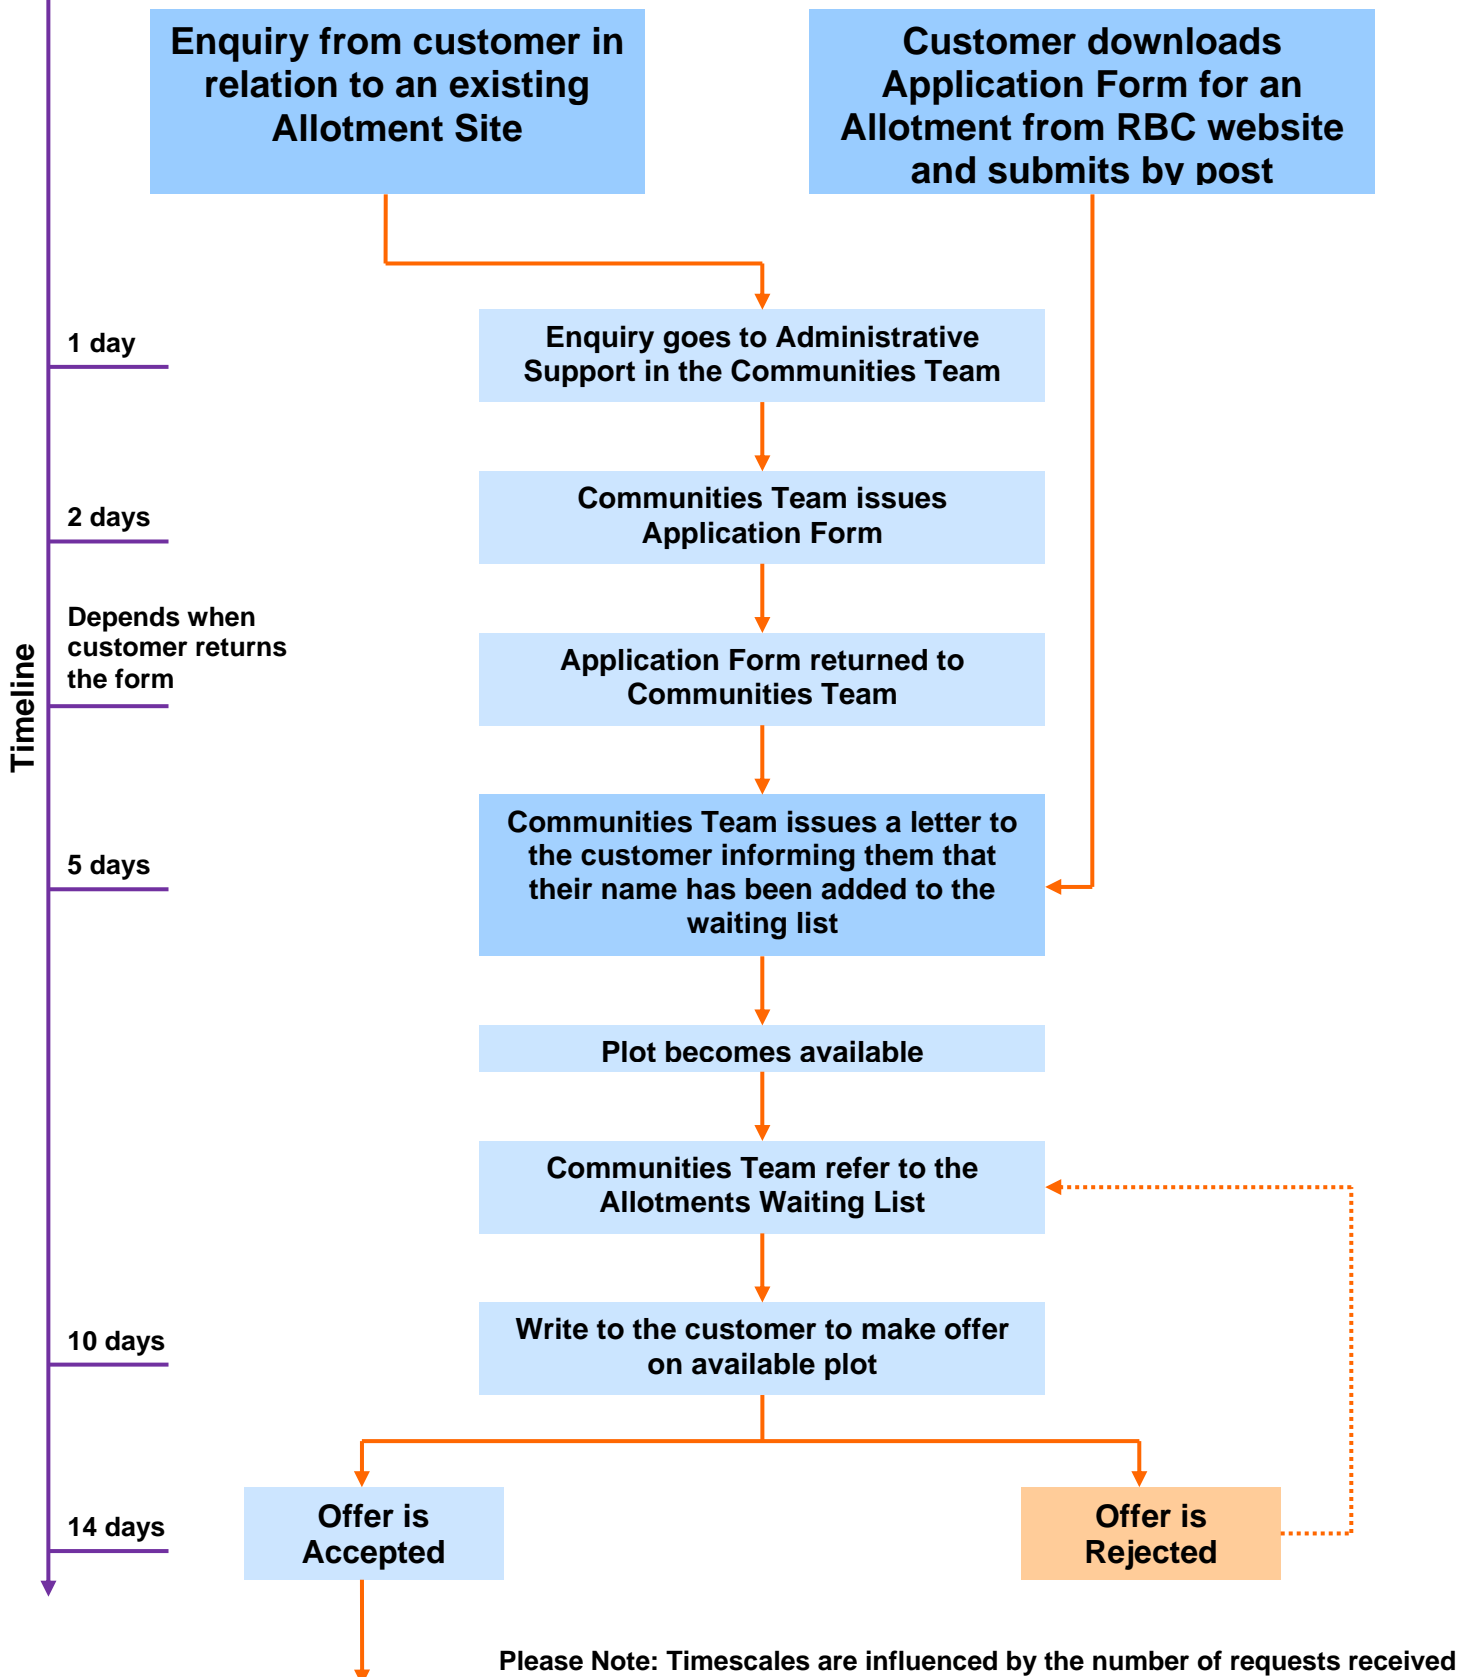 Enquiry from customer in
relation to an existing
Allotment Site
Customer downloads
Application Form for an
Allotment from RBC website
and submits by post
1 day
Enquiry goes to Administrative
Support in the Communities Team
2 days
Communities Team issues
Application Form
Depends when
customer returns
the form
Application Form returned to
Communities Team
Timeline
5 days
Communities Team issues a letter to
the customer informing them that
their name has been added to the
waiting list
Plot becomes available
Communities Team refer to the
Allotments Waiting List
10 days
Write to the customer to make offer
on available plot
14 days
Offer is
Accepted
Offer is
Rejected
Please Note: Timescales are influenced by the number of requests received